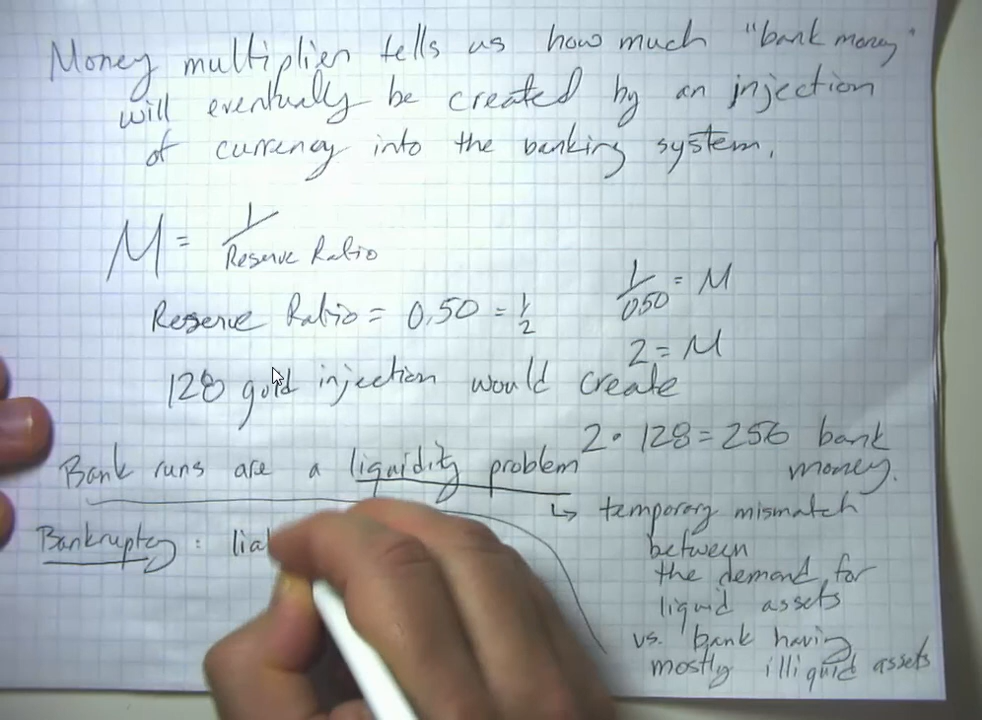 Money multiplier tells us how much "bank money"
will eventually be created by an injection
of currency into the banking system.
M = 1/Reserve Ratio
Reserve Ratio = 0.50 = 1/2
1/0.50 = M
2 = M
128 gold injection would create
2 · 128 = 256 bank
money.
Bank runs are a liquidity problem
↳ temporary mismatch
between
the demand for
liquid assets
vs. bank having
mostly illiquid assets
Bankruptcy : lia